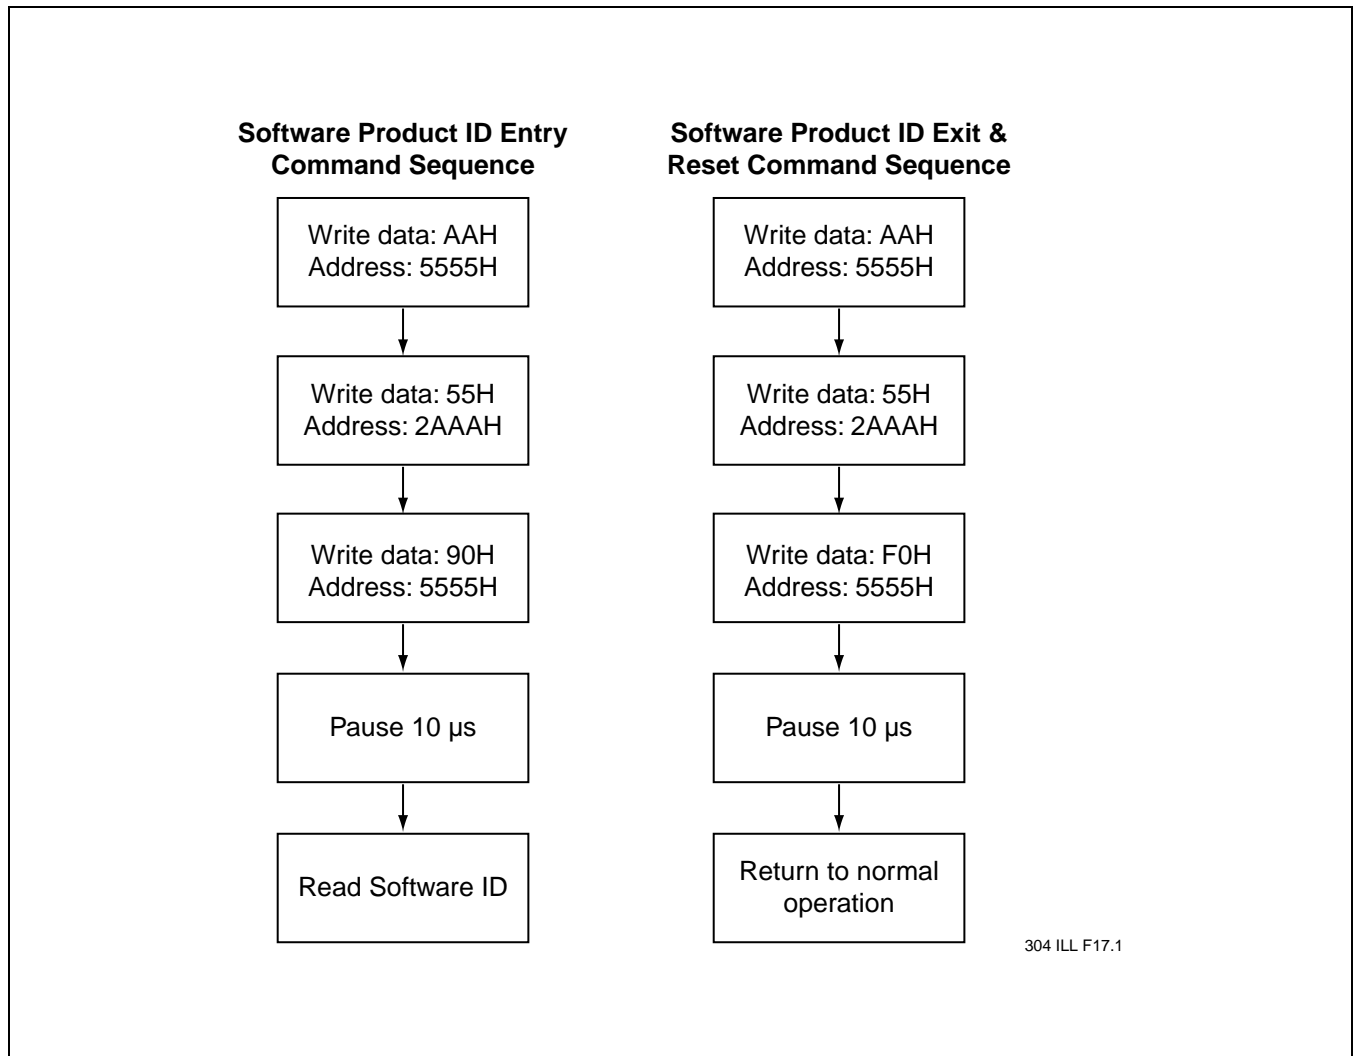 Software Product ID Entry
Command Sequence
Write data: AAH
Address: 5555H
Write data: 55H
Address: 2AAAH
Write data: 90H
Address: 5555H
Pause 10 µs
Read Software ID
Software Product ID Exit &
Reset Command Sequence
Write data: AAH
Address: 5555H
Write data: 55H
Address: 2AAAH
Write data: F0H
Address: 5555H
Pause 10 µs
Return to normal
operation
304 ILL F17.1